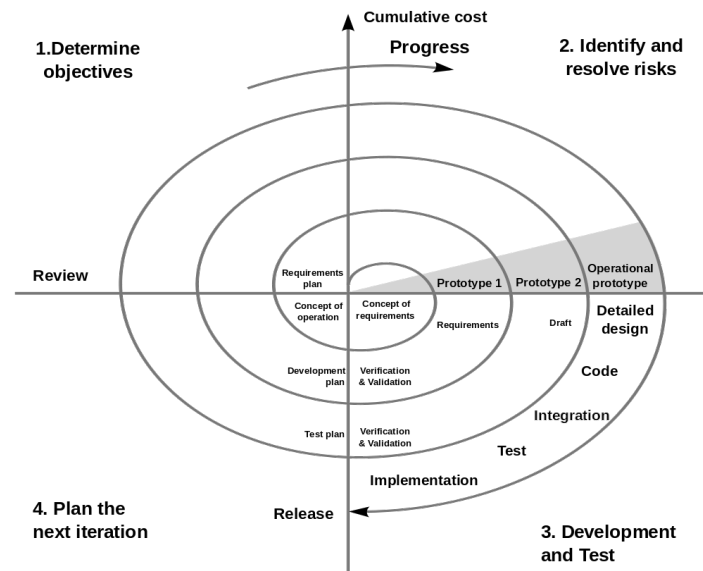 Cumulative cost
Progress
1.Determine
objectives
2. Identify and
resolve risks
Review
Requirements
plan
Prototype 1
Prototype 2
Operational
prototype
Concept of
operation
Concept of
requirements
Requirements
Draft
Detailed
design
Development
plan
Verification
& Validation
Code
Integration
Test plan
Verification
& Validation
Test
Implementation
Release
4. Plan the
next iteration
3. Development
and Test